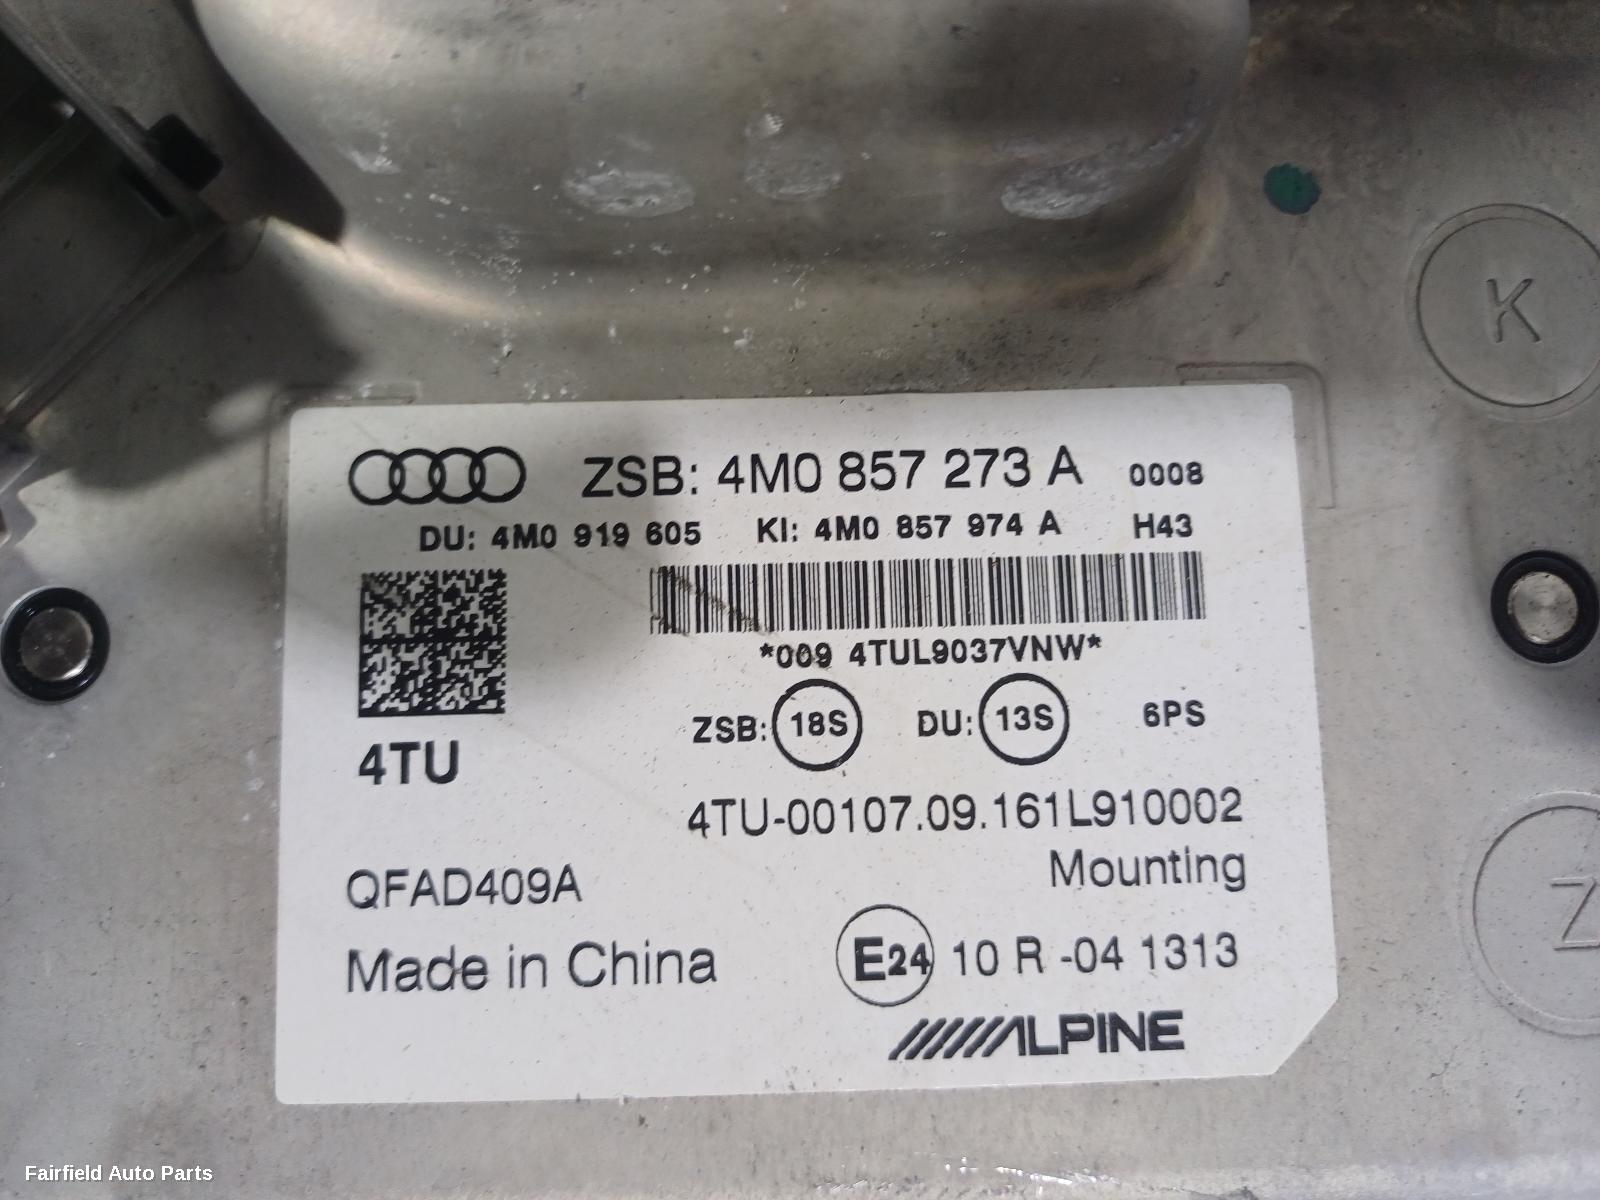 K
ZSB: 4M0 857 273 A 0008
DU: 4M0 919 605 KI: 4M0 857 974 A H43
*009 4TUL9037VNW*
ZSB: 18S DU: 13S 6PS
4TU
4TU-00107.09.161L910002
Mounting
QFAD409A
Z
Made in China E24 10 R -04 1313
ALPINE
Fairfield Auto Parts